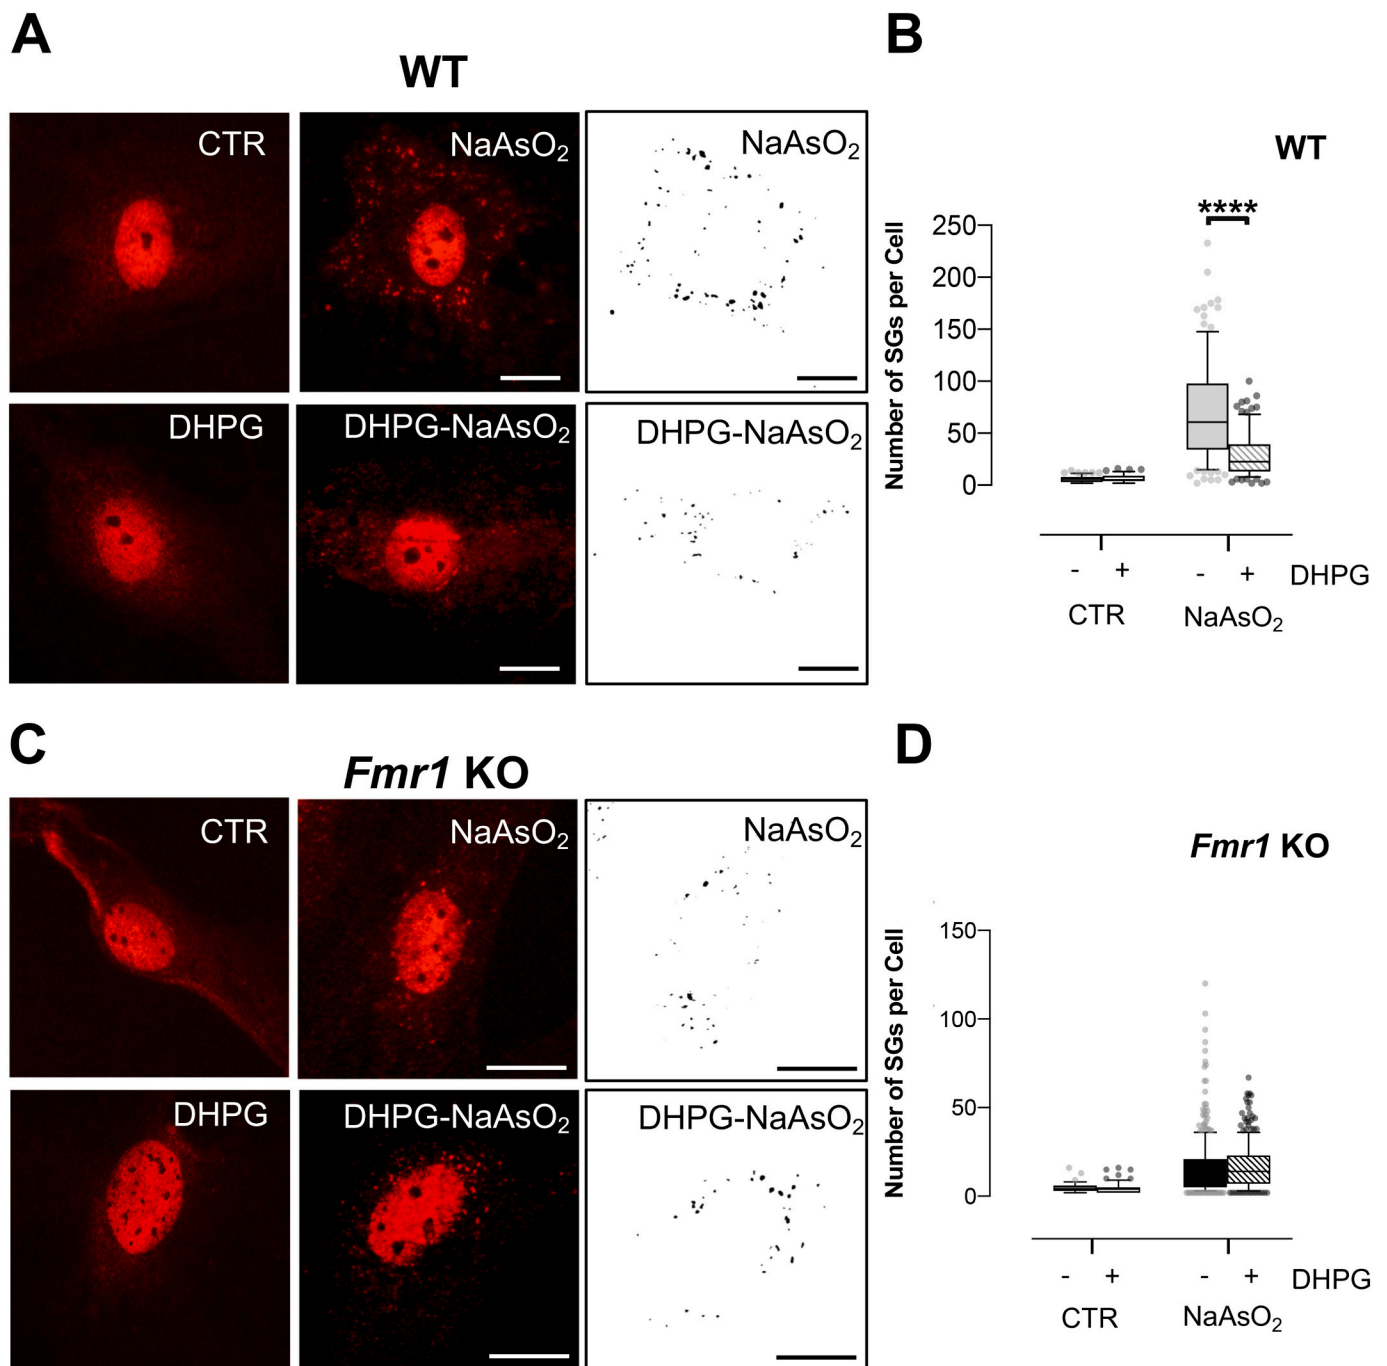 A
WT
CTR
NaAsO₂
NaAsO₂
DHPG
DHPG-NaAsO₂
DHPG-NaAsO₂
B
WT
****
Number of SGs per Cell
250
200
150
100
50
0
- + - + DHPG
CTR
NaAsO₂
C
Fmr1 KO
CTR
NaAsO₂
NaAsO₂
DHPG
DHPG-NaAsO₂
DHPG-NaAsO₂
D
Fmr1 KO
Number of SGs per Cell
150
100
50
0
- + - + DHPG
CTR
NaAsO₂